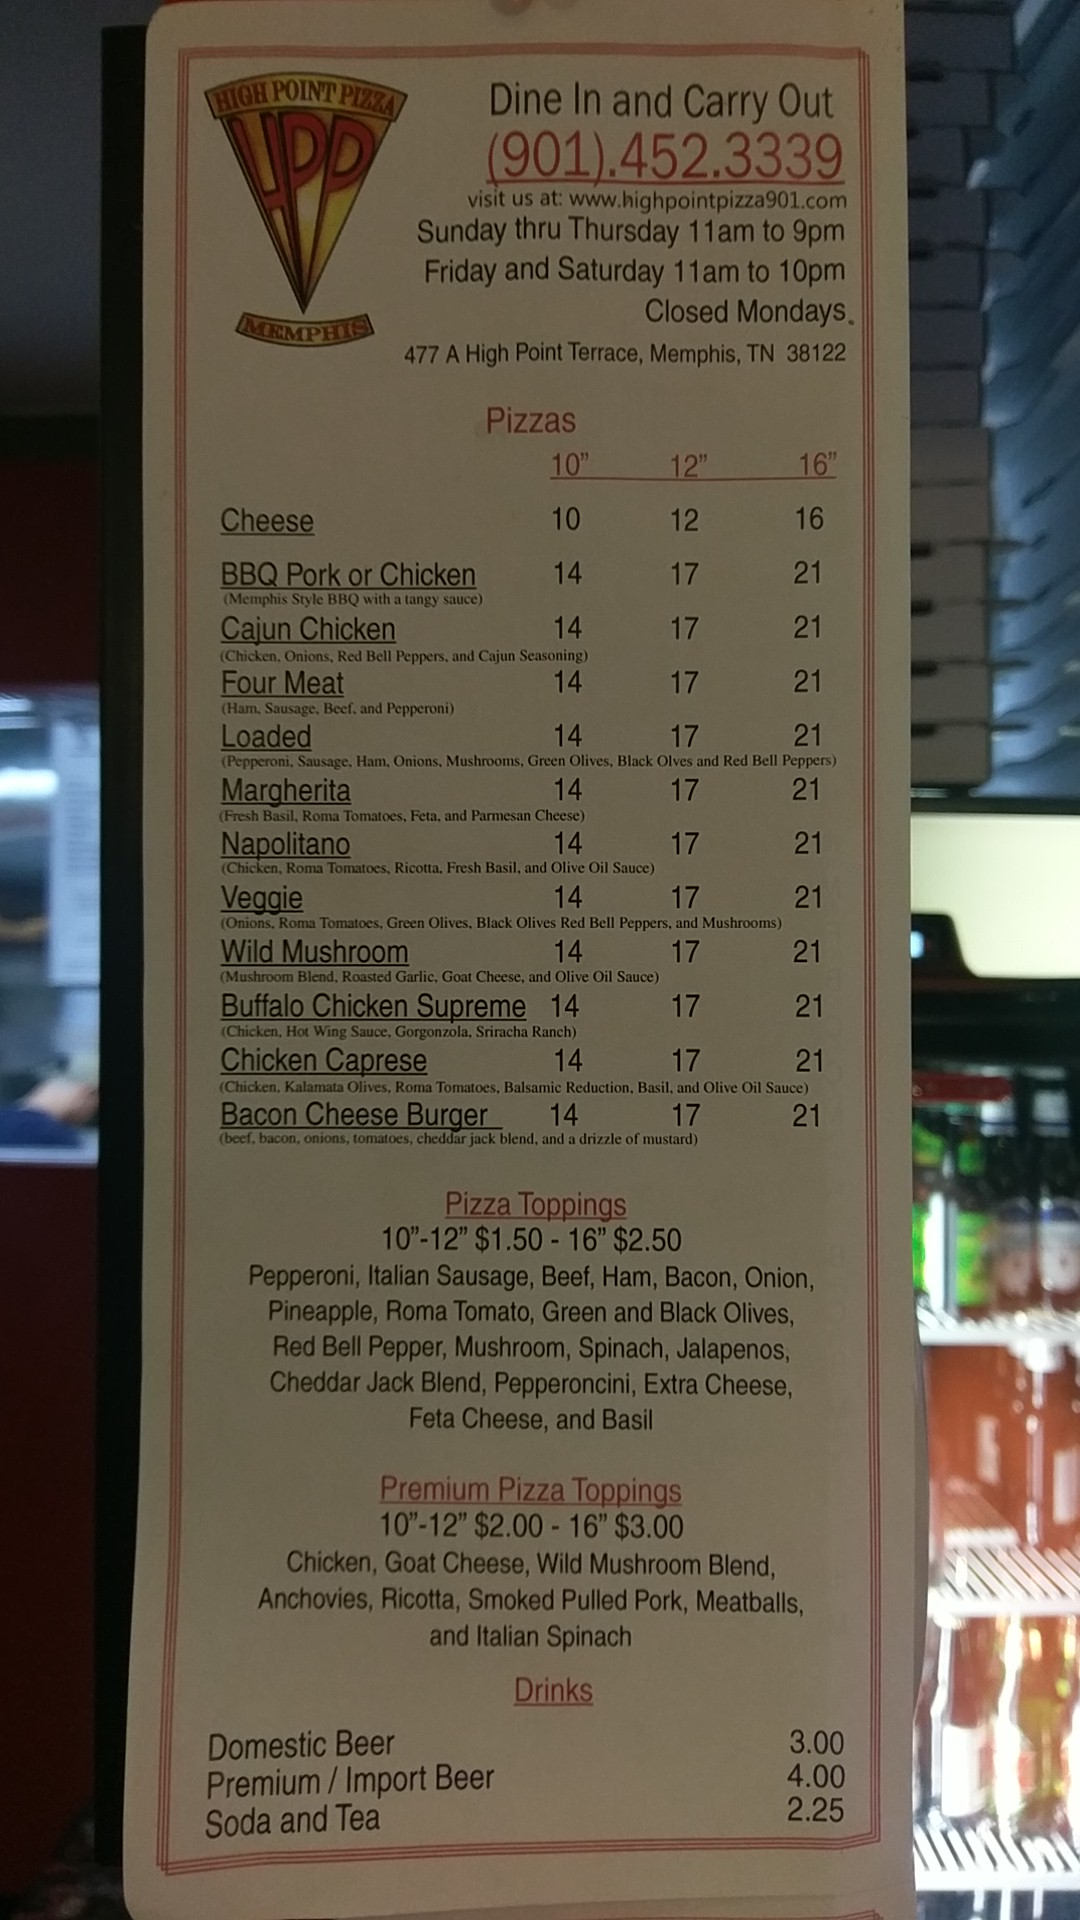 HIGH POINT PIZZA
HPP
MEMPHIS
Dine In and Carry Out
(901).452.3339
visit us at: www.highpointpizza901.com
Sunday thru Thursday 11am to 9pm
Friday and Saturday 11am to 10pm
Closed Mondays.
477 A High Point Terrace, Memphis, TN 38122
Pizzas
10” 12” 16”
Cheese 10 12 16
BBQ Pork or Chicken 14 17 21
(Memphis Style BBQ with a tangy sauce)
Cajun Chicken 14 17 21
(Chicken, Onions, Red Bell Peppers, and Cajun Seasoning)
Four Meat 14 17 21
(Ham, Sausage, Beef, and Pepperoni)
Loaded 14 17 21
(Pepperoni, Sausage, Ham, Onions, Mushrooms, Green Olives, Black Olves and Red Bell Peppers)
Margherita 14 17 21
(Fresh Basil, Roma Tomatoes, Feta, and Parmesan Cheese)
Napolitano 14 17 21
(Chicken, Roma Tomatoes, Ricotta, Fresh Basil, and Olive Oil Sauce)
Veggie 14 17 21
(Onions, Roma Tomatoes, Green Olives, Black Olives Red Bell Peppers, and Mushrooms)
Wild Mushroom 14 17 21
(Mushroom Blend, Roasted Garlic, Goat Cheese, and Olive Oil Sauce)
Buffalo Chicken Supreme 14 17 21
(Chicken, Hot Wing Sauce, Gorgonzola, Sriracha Ranch)
Chicken Caprese 14 17 21
(Chicken, Kalamata Olives, Roma Tomatoes, Balsamic Reduction, Basil, and Olive Oil Sauce)
Bacon Cheese Burger 14 17 21
(beef, bacon, onions, tomatoes, cheddar jack blend, and a drizzle of mustard)
Pizza Toppings
10”-12” $1.50 - 16” $2.50
Pepperoni, Italian Sausage, Beef, Ham, Bacon, Onion,
Pineapple, Roma Tomato, Green and Black Olives,
Red Bell Pepper, Mushroom, Spinach, Jalapenos,
Cheddar Jack Blend, Pepperoncini, Extra Cheese,
Feta Cheese, and Basil
Premium Pizza Toppings
10”-12” $2.00 - 16” $3.00
Chicken, Goat Cheese, Wild Mushroom Blend,
Anchovies, Ricotta, Smoked Pulled Pork, Meatballs,
and Italian Spinach
Drinks
Domestic Beer 3.00
Premium / Import Beer 4.00
Soda and Tea 2.25